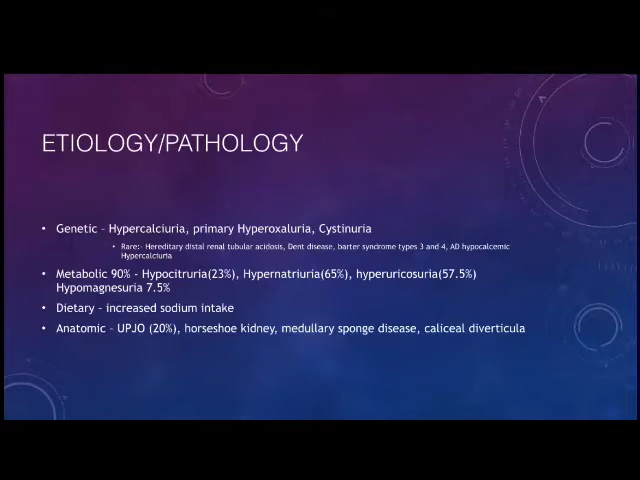 ETIOLOGY/PATHOLOGY
• Genetic – Hypercalciuria, primary Hyperoxaluria, Cystinuria
• Rare:- Hereditary distal renal tubular acidosis, Dent disease, barter syndrome types 3 and 4, AD hypocalcemic
Hypercalciuria
• Metabolic 90% - Hypocitruria(23%), Hypernatriuria(65%), hyperuricosuria(57.5%)
Hypomagnesuria 7.5%
• Dietary – increased sodium intake
• Anatomic – UPJO (20%), horseshoe kidney, medullary sponge disease, caliceal diverticula